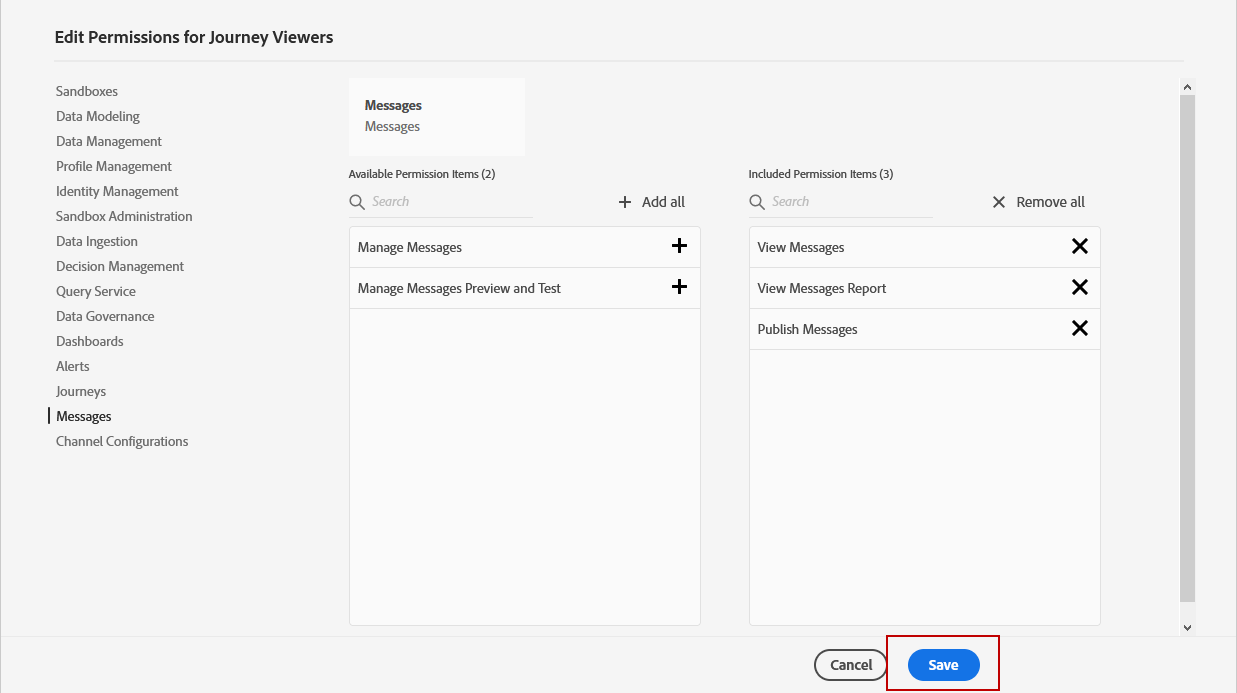 Edit Permissions for Journey Viewers
Sandboxes
Data Modeling
Data Management
Profile Management
Identity Management
Sandbox Administration
Data Ingestion
Decision Management
Query Service
Data Governance
Dashboards
Alerts
Journeys
Messages
Channel Configurations
Messages
Messages
Available Permission Items (2)
Search
Add all
Manage Messages
Manage Messages Preview and Test
Included Permission Items (3)
Search
Remove all
View Messages
View Messages Report
Publish Messages
Cancel
Save